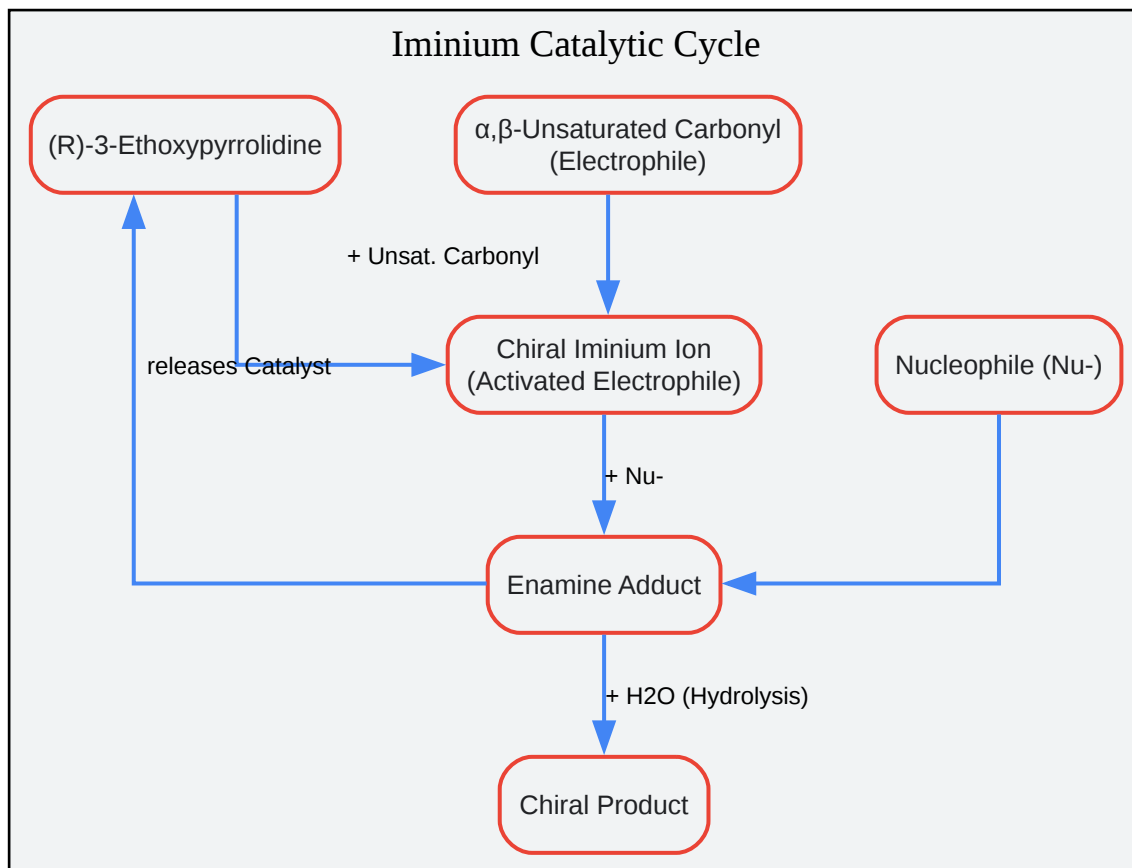 Iminium Catalytic Cycle
(R)-3-Ethoxypyrrolidine
α,β-Unsaturated Carbonyl
(Electrophile)
+ Unsat. Carbonyl
releases Catalyst
Chiral Iminium Ion
(Activated Electrophile)
Nucleophile (Nu-)
+ Nu-
Enamine Adduct
+ H2O (Hydrolysis)
Chiral Product